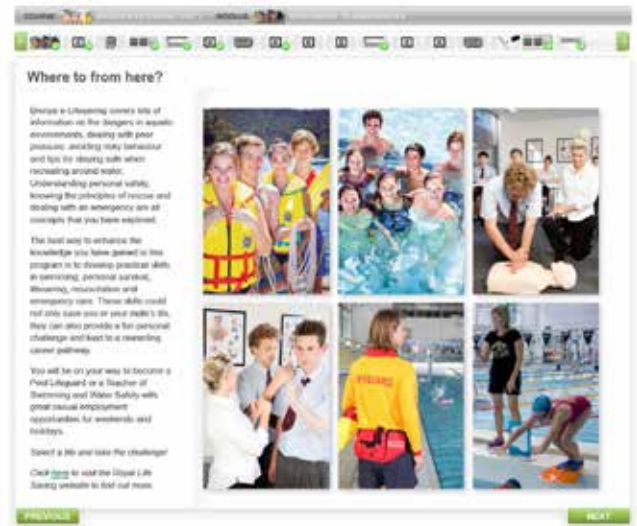 COURSE:
MODULE:
Where to from here?
e-Lifesaving covers lots of
information on the dangers in aquatic
environments, dealing with peer
pressure, avoiding risky behaviour
and tips for staying safe when
recreating around water.
Understanding personal safety,
knowing the principles of rescue and
dealing with an emergency are all
concepts that you have explored.
The best way to enhance the
knowledge you have gained in this
program is to develop practical skills
in swimming, personal survival,
lifesaving, resuscitation and
emergency care. These skills could
not only save you or your mate's life,
they can also provide a fun personal
challenge and lead to a rewarding
career pathway.
You will be on your way to become a
Pool Lifeguard or a Teacher of
Swimming and Water Safety with
great casual employment
opportunities for weekends and
holidays.
Select a tile and take the challenge!
Click here to visit the Royal Life
Saving website to find out more.
LIFEGUARD
PREVIOUS
NEXT